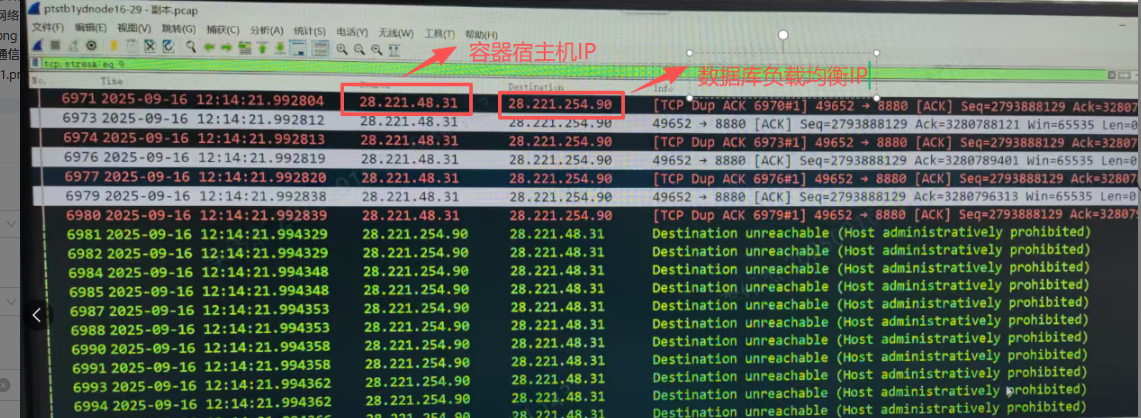 网络
png
通信
1.pn
ptstb1ydnode16-29 - 副本.pcap
文件(F) 编辑(E) 视图(V) 跳转(G) 捕获(C) 分析(A) 统计(S) 电话(Y) 无线(W) 工具(T) 帮助(H)
容器宿主机IP
tcp.stream eq 9
数据库负载均衡IP
No. Time Destination Info
6971 2025-09-16 12:14:21.992804 28.221.48.31 28.221.254.90 [TCP Dup ACK 6970#1] 49652 → 8880 [ACK] Seq=2793888129 Ack=32807
6973 2025-09-16 12:14:21.992812 28.221.48.31 28.221.254.90 49652 → 8880 [ACK] Seq=2793888129 Ack=3280788121 Win=65535 Len=0
6974 2025-09-16 12:14:21.992813 28.221.48.31 28.221.254.90 [TCP Dup ACK 6973#1] 49652 → 8880 [ACK] Seq=2793888129 Ack=32807
6976 2025-09-16 12:14:21.992819 28.221.48.31 28.221.254.90 49652 → 8880 [ACK] Seq=2793888129 Ack=3280789401 Win=65535 Len=0
6977 2025-09-16 12:14:21.992820 28.221.48.31 28.221.254.90 [TCP Dup ACK 6976#1] 49652 → 8880 [ACK] Seq=2793888129 Ack=32807
6979 2025-09-16 12:14:21.992838 28.221.48.31 28.221.254.90 49652 → 8880 [ACK] Seq=2793888129 Ack=3280796313 Win=65535 Len=0
6980 2025-09-16 12:14:21.992839 28.221.48.31 28.221.254.90 [TCP Dup ACK 6979#1] 49652 → 8880 [ACK] Seq=2793888129 Ack=32807
6981 2025-09-16 12:14:21.994329 28.221.254.90 28.221.48.31 Destination unreachable (Host administratively prohibited)
6982 2025-09-16 12:14:21.994329 28.221.254.90 28.221.48.31 Destination unreachable (Host administratively prohibited)
6984 2025-09-16 12:14:21.994348 28.221.254.90 28.221.48.31 Destination unreachable (Host administratively prohibited)
6985 2025-09-16 12:14:21.994348 28.221.254.90 28.221.48.31 Destination unreachable (Host administratively prohibited)
6987 2025-09-16 12:14:21.994353 28.221.254.90 28.221.48.31 Destination unreachable (Host administratively prohibited)
6988 2025-09-16 12:14:21.994353 28.221.254.90 28.221.48.31 Destination unreachable (Host administratively prohibited)
6990 2025-09-16 12:14:21.994358 28.221.254.90 28.221.48.31 Destination unreachable (Host administratively prohibited)
6991 2025-09-16 12:14:21.994358 28.221.254.90 28.221.48.31 Destination unreachable (Host administratively prohibited)
6993 2025-09-16 12:14:21.994362 28.221.254.90 28.221.48.31 Destination unreachable (Host administratively prohibited)
6994 2025-09-16 12:14:21.994362 28.221.254.90 28.221.48.31 Destination unreachable (Host administratively prohibited)